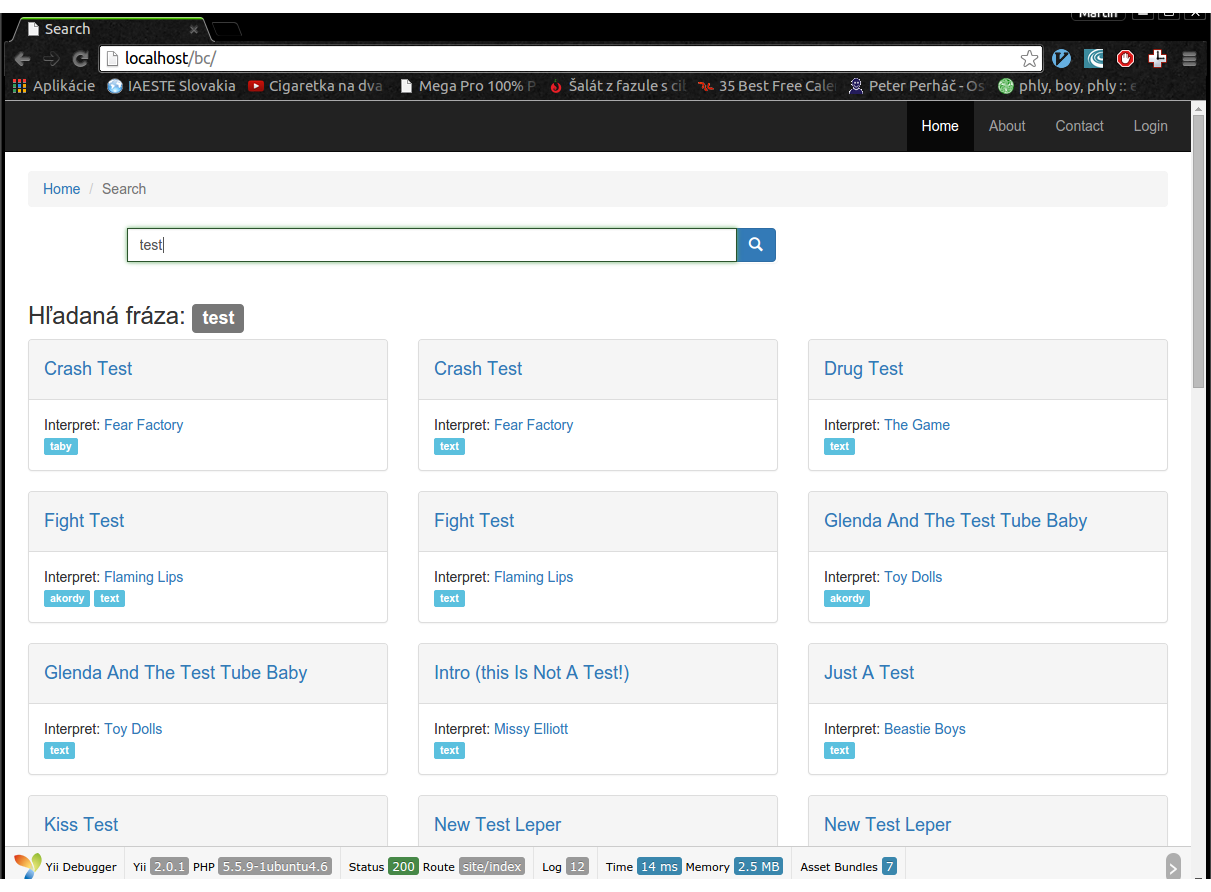 Martin
Search
localhost/bc/
Aplikácie IAESTE Slovakia Cigaretka na dva Mega Pro 100% P Šalát z fazule s cil 35 Best Free Cale Peter Perháč - Os phly, boy, phly :: e
Home About Contact Login
Home / Search
test
Hľadaná fráza: test
Crash Test Crash Test Drug Test
Interpret: Fear Factory Interpret: Fear Factory Interpret: The Game
taby text text
Fight Test Fight Test Glenda And The Test Tube Baby
Interpret: Flaming Lips Interpret: Flaming Lips Interpret: Toy Dolls
akordy text text akordy
Glenda And The Test Tube Baby Intro (this Is Not A Test!) Just A Test
Interpret: Toy Dolls Interpret: Missy Elliott Interpret: Beastie Boys
text text text
Kiss Test New Test Leper New Test Leper
Yii Debugger Yii 2.0.1 PHP 5.5.9-1ubuntu4.6 Status 200 Route site/index Log 12 Time 14 ms Memory 2.5 MB Asset Bundles 7